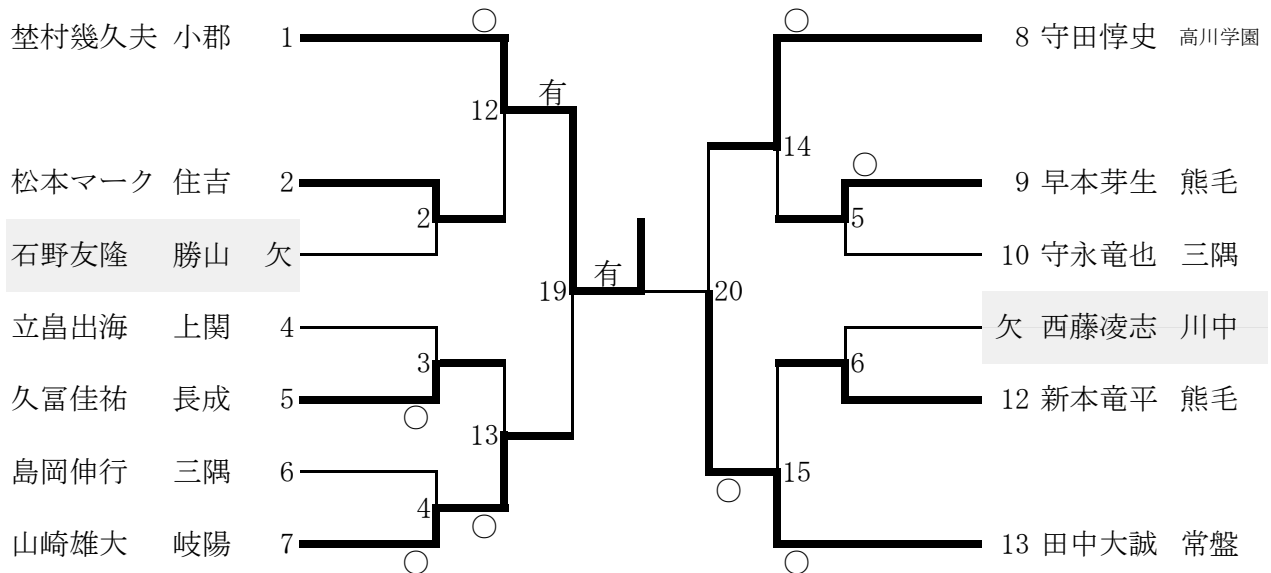 埜村幾久夫 小郡 1
松本マーク 住吉 2
石野友隆 勝山 欠
立畠出海 上関 4
久冨佳祐 長成 5
島岡伸行 三隅 6
山崎雄大 岐陽 7
○
12
有
2
3
○
13
4
○
○
19
有
20
○
14
○
5
6
15
○
○
8 守田惇史 高川学園
9 早本芽生 熊毛
10 守永竜也 三隅
欠 西藤凌志 川中
12 新本竜平 熊毛
13 田中大誠 常盤